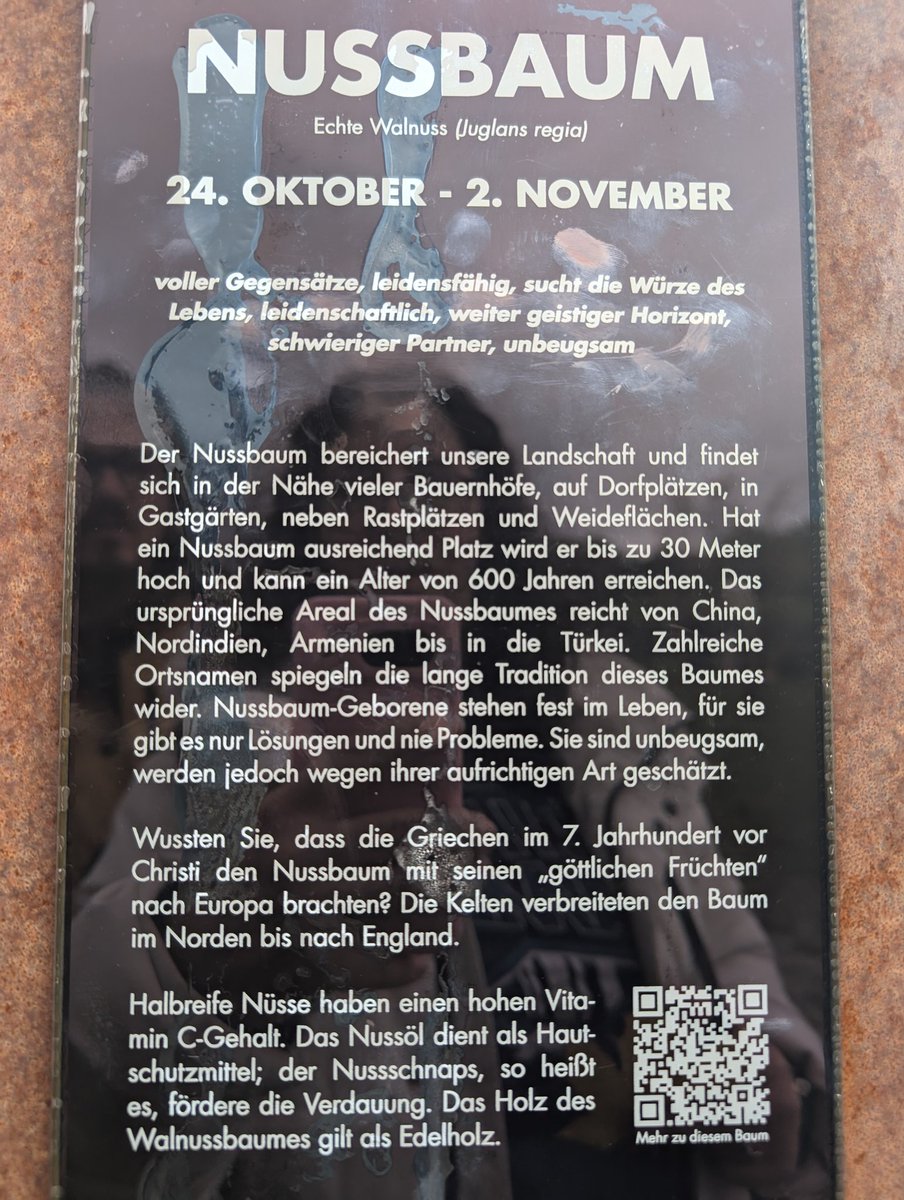 NUSSBAUM
Echte Walnuss (Juglans regia)
24. OKTOBER - 2. NOVEMBER
voller Gegensätze, leidensfähig, sucht die Würze des
Lebens, leidenschaftlich, weiter geistiger Horizont,
schwieriger Partner, unbeugsam
Der Nussbaum bereichert unsere Landschaft und findet
sich in der Nähe vieler Bauernhöfe, auf Dorfplätzen, in
Gastgärten, neben Rastplätzen und Weideflächen. Hat
ein Nussbaum ausreichend Platz wird er bis zu 30 Meter
hoch und kann ein Alter von 600 Jahren erreichen. Das
ursprüngliche Areal des Nussbaumes reicht von China,
Nordindien, Armenien bis in die Türkei. Zahlreiche
Ortsnamen spiegeln die lange Tradition dieses Baumes
wider. Nussbaum-Geborene stehen fest im Leben, für sie
gibt es nur Lösungen und nie Probleme. Sie sind unbeugsam,
werden jedoch wegen ihrer aufrichtigen Art geschätzt.
Wussten Sie, dass die Griechen im 7. Jahrhundert vor
Christi den Nussbaum mit seinen „göttlichen Früchten“
nach Europa brachten? Die Kelten verbreiteten den Baum
im Norden bis nach England.
Halbreife Nüsse haben einen hohen Vita-
min C-Gehalt. Das Nussöl dient als Haut-
schutzmittel; der Nussschnaps, so heißt
es, fördere die Verdauung. Das Holz des
Walnussbaumes gilt als Edelholz.
Mehr zu diesem Baum